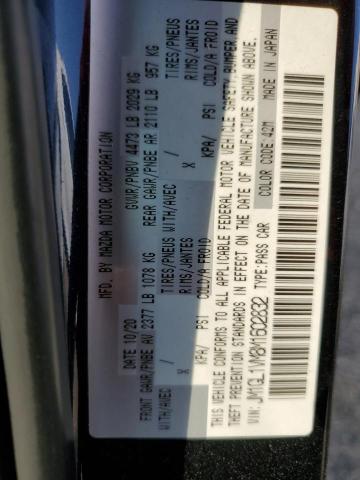 MFD. BY MAZDA MOTOR CORPORATION
DATE 10/20 GVWR/PNBV 4473 LB 2029 KG
FRONT GAWR/PNBE AV 2377 LB 1078 KG REAR GAWR/PNBE AR 2110 LB 957 KG
WITH/AVEC / TIRES/PNEUS WITH/AVEC / TIRES/PNEUS
X RIMS/JANTES X RIMS/JANTES
KPA/ PSI COLD/A FROID KPA/ PSI COLD/A FROID
THIS VEHICLE CONFORMS TO ALL APPLICABLE FEDERAL MOTOR VEHICLE SAFETY BUMPER AND
THEFT PREVENTION STANDARDS IN EFFECT ON THE DATE OF MANUFACTURE SHOWN ABOVE.
VIN: TYPE:PASS CAR COLOR CODE 42M MADE IN JAPAN